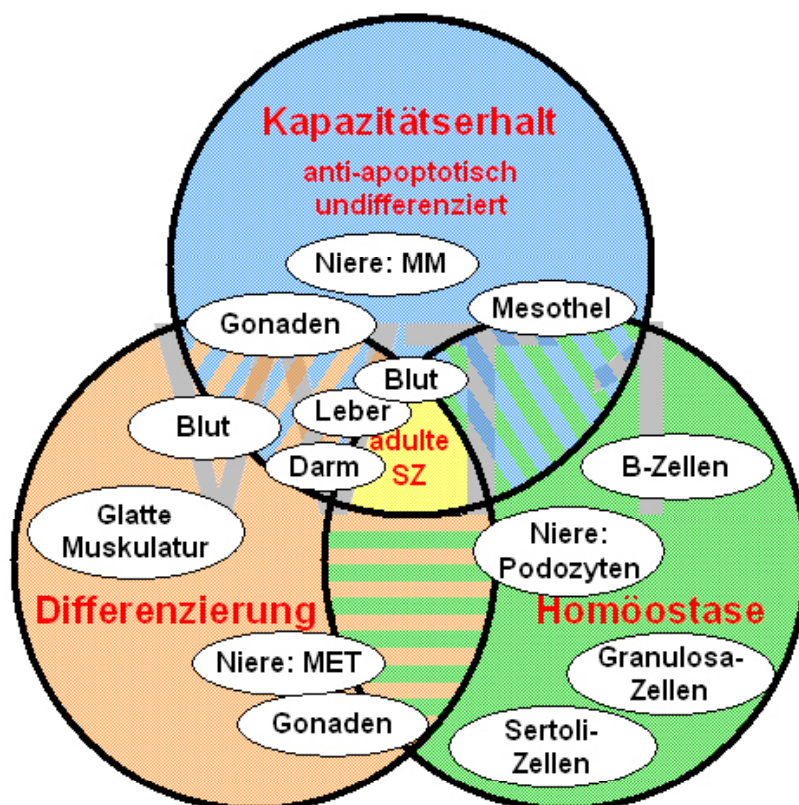 Kapazitätserhalt
anti-apoptotisch
undifferenziert
Niere: MM
Mesothel
Gonaden
Blut
Leber
Blut
adulte
SZ
Darm
B-Zellen
Glatte
Muskulatur
Niere:
Podozyten
Differenzierung
Homöostase
Niere: MET
Granulosa-
Zellen
Gonaden
Sertoli-
Zellen